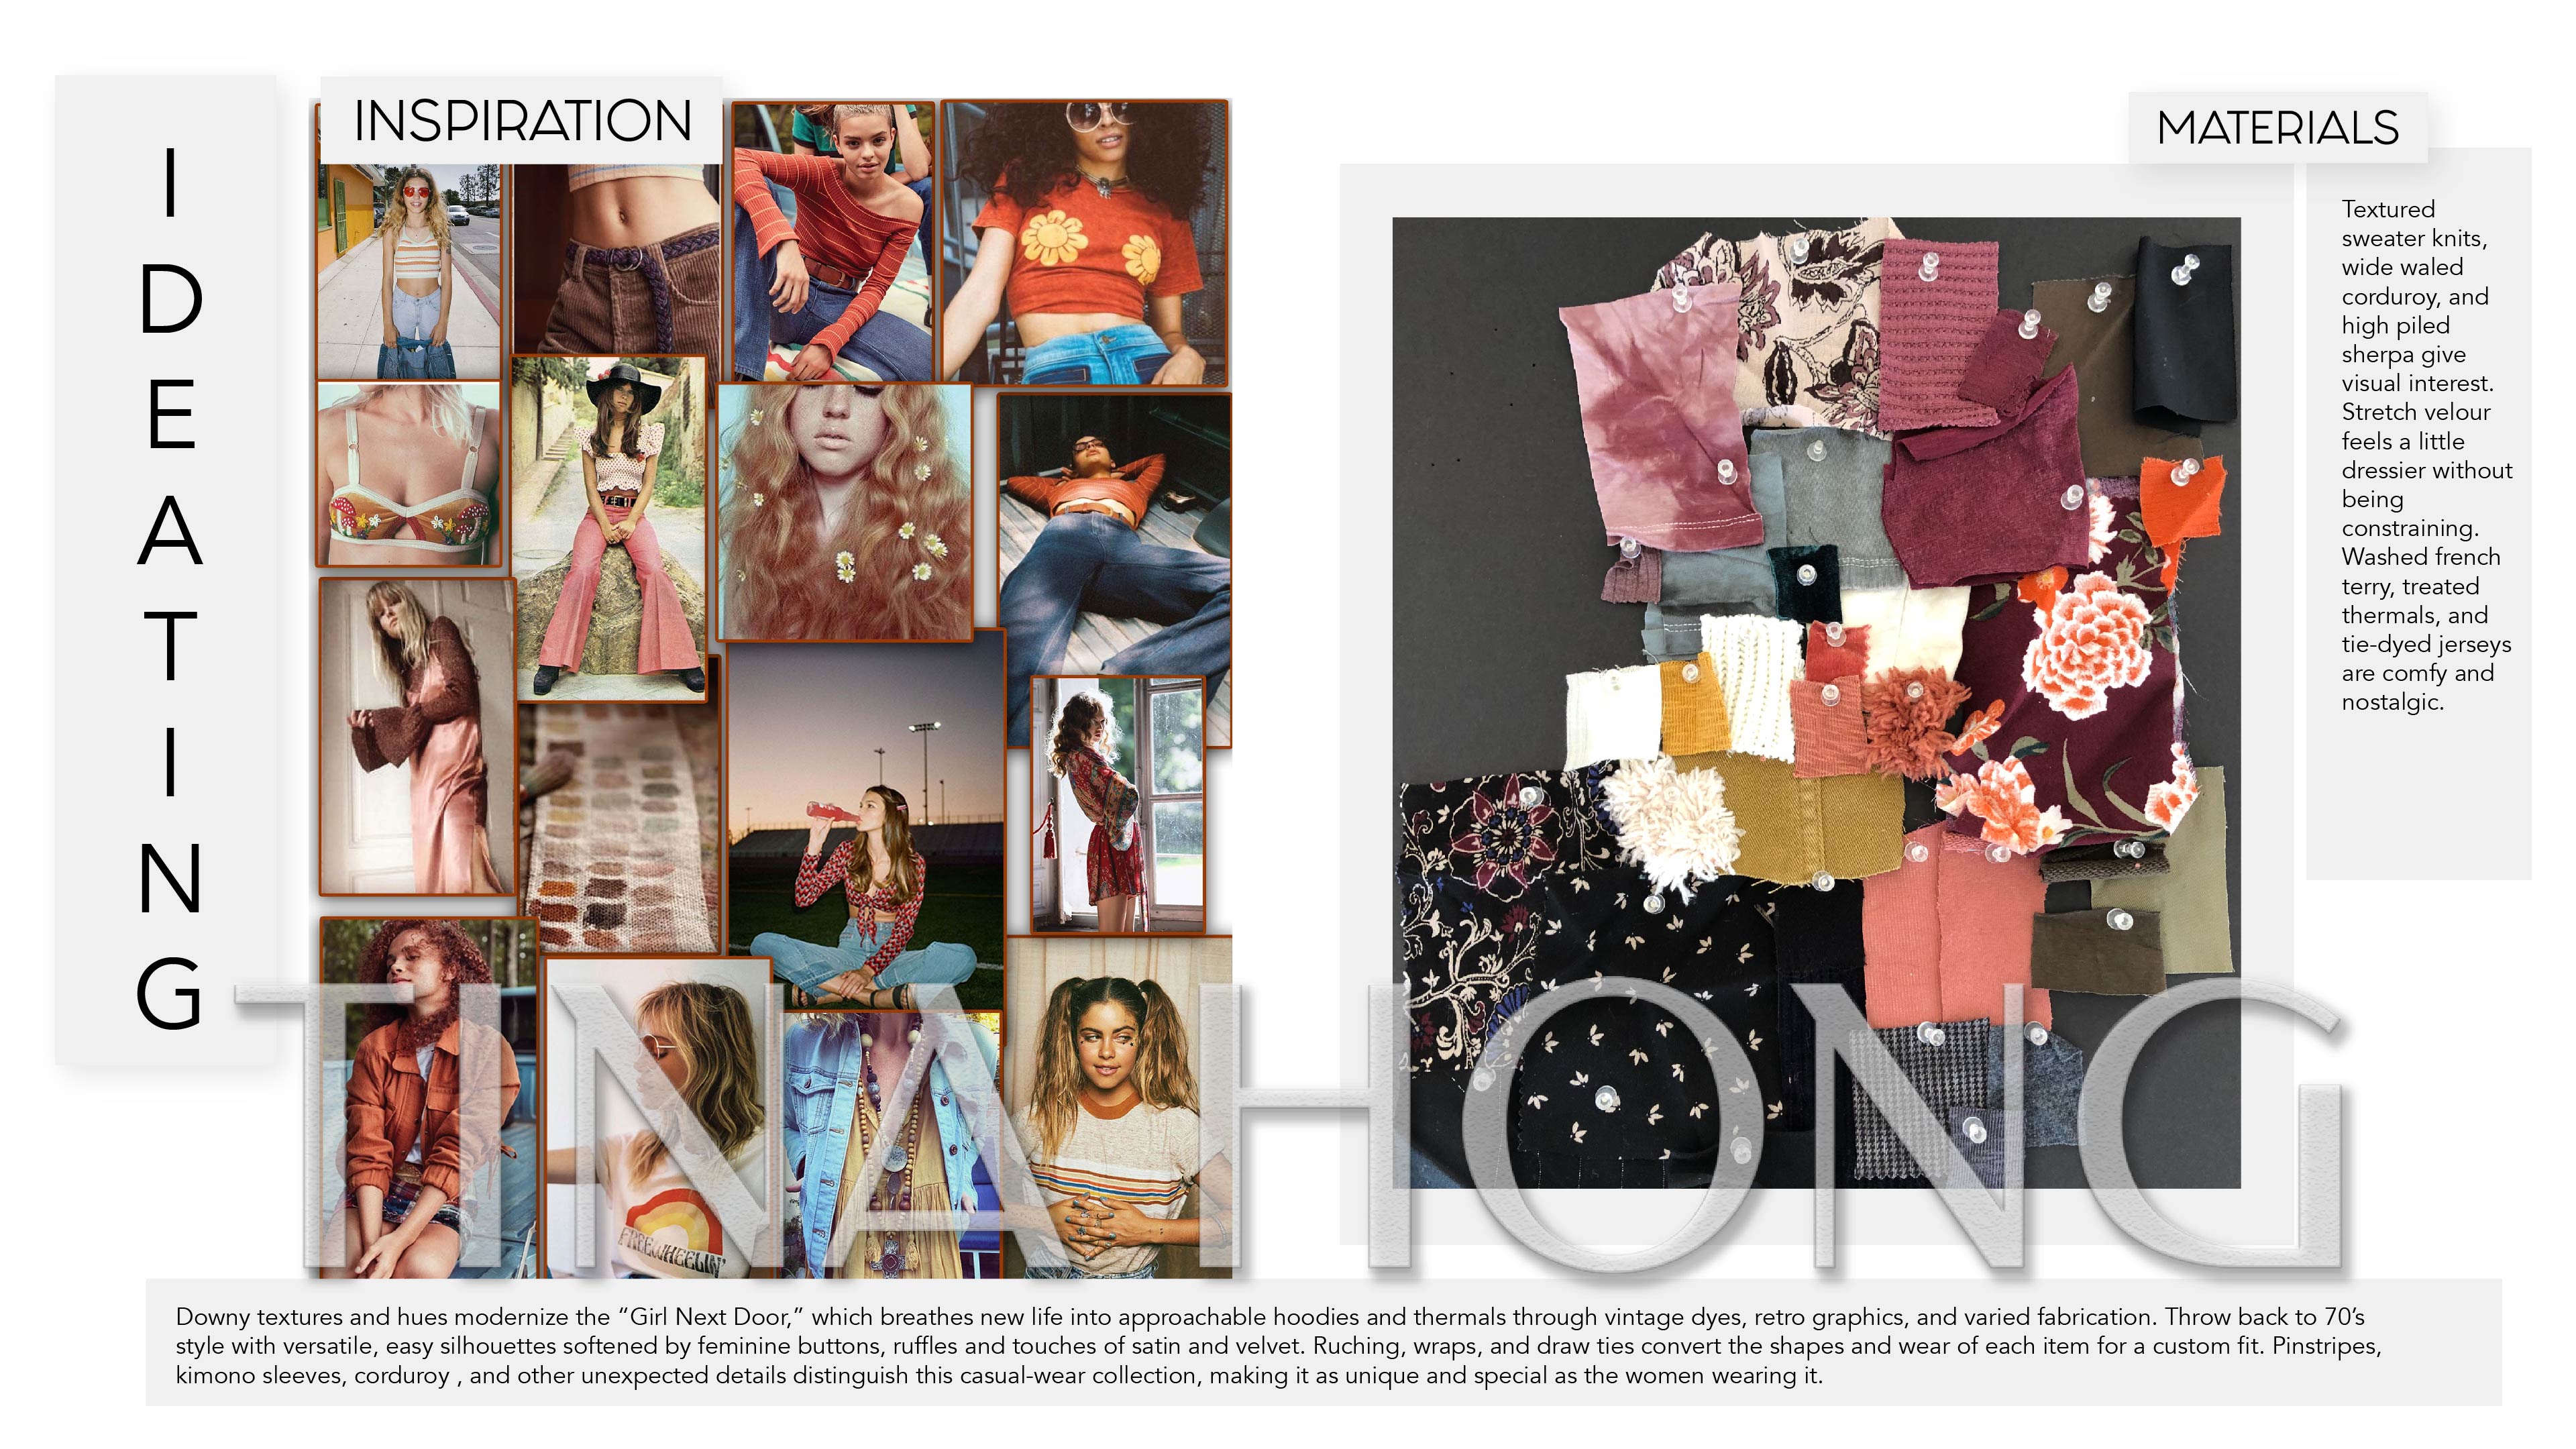 IDEATING
INSPIRATION
MATERIALS
Textured
sweater knits,
wide waled
corduroy, and
high piled
sherpa give
visual interest.
Stretch velour
feels a little
dressier without
being
constraining.
Washed french
terry, treated
thermals, and
tie-dyed jerseys
are comfy and
nostalgic.
FREEWHEELIN'
TINA HONG
Downy textures and hues modernize the “Girl Next Door,” which breathes new life into approachable hoodies and thermals through vintage dyes, retro graphics, and varied fabrication. Throw back to 70’s
style with versatile, easy silhouettes softened by feminine buttons, ruffles and touches of satin and velvet. Ruching, wraps, and draw ties convert the shapes and wear of each item for a custom fit. Pinstripes,
kimono sleeves, corduroy , and other unexpected details distinguish this casual-wear collection, making it as unique and special as the women wearing it.